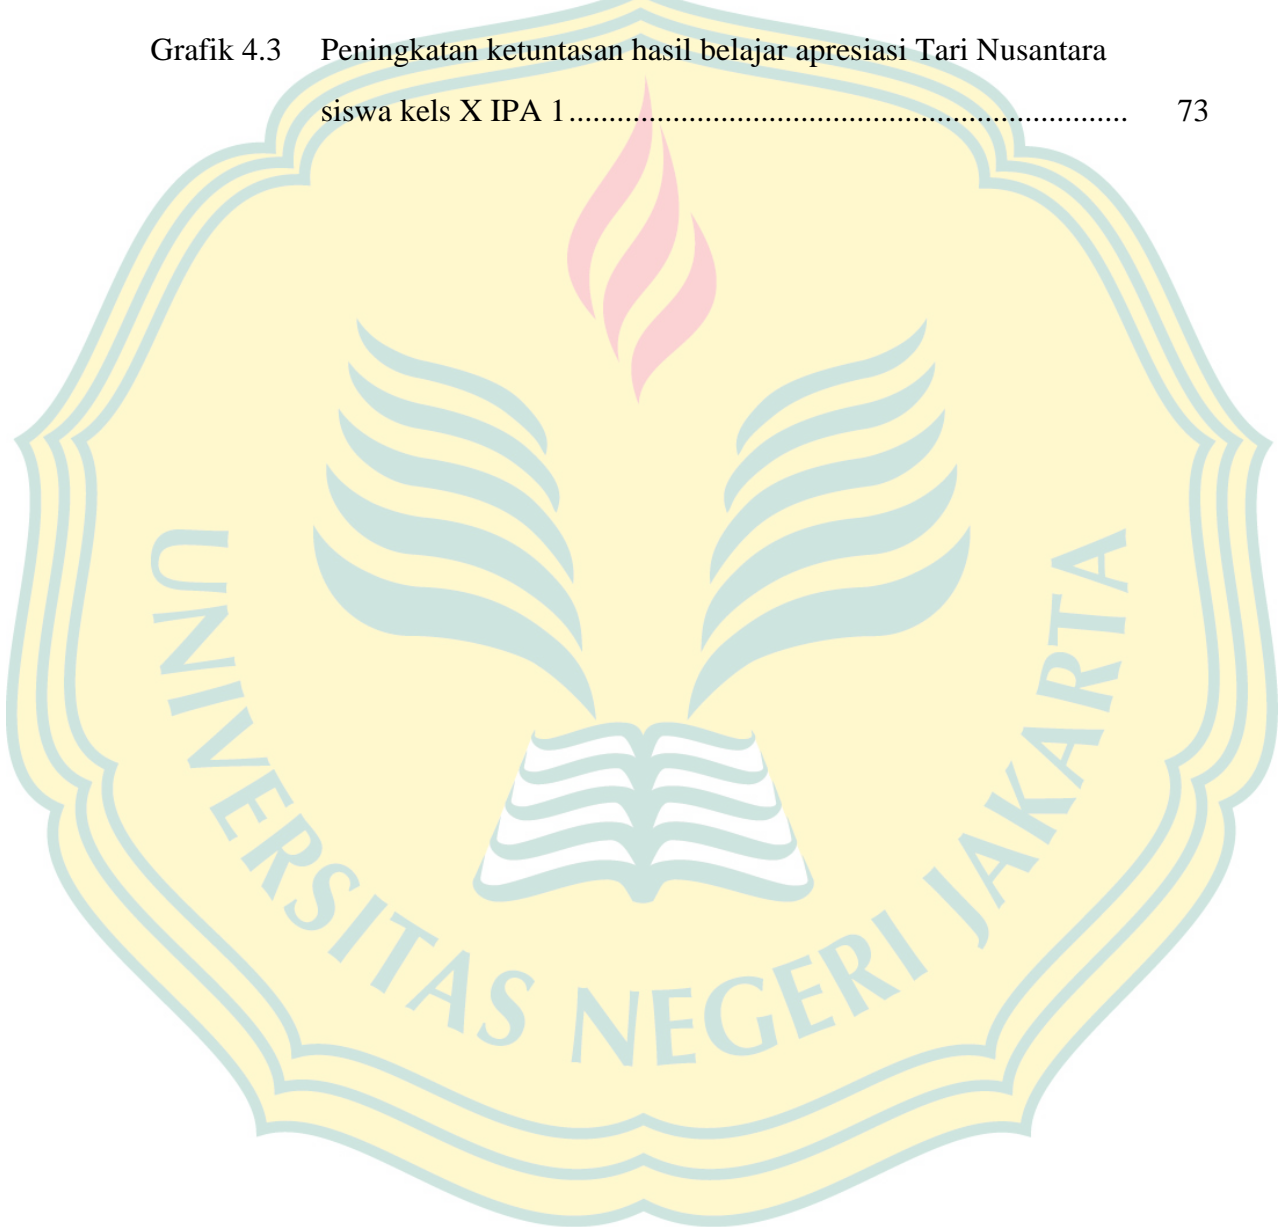 Grafik 4.3 Peningkatan ketuntasan hasil belajar apresiasi Tari Nusantara
siswa kels X IPA 1...................................................................... 73
UNIVERSITAS NEGERI JAKARTA